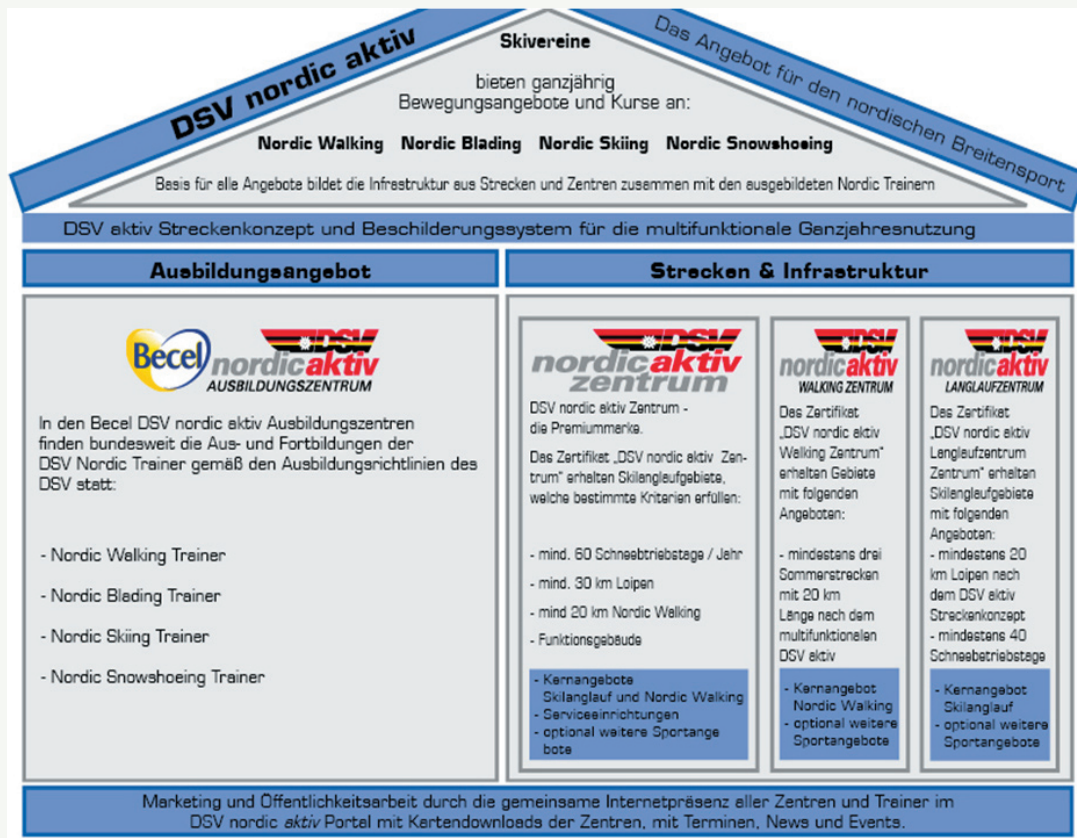 DSV nordic aktiv
Das Angebot für den nordischen Breitensport
Skivereine
bieten ganzjährig
Bewegungsangebote und Kurse an:
Nordic Walking Nordic Blading Nordic Skiing Nordic Snowshoeing
Basis für alle Angebote bildet die Infrastruktur aus Strecken und Zentren zusammen mit den ausgebildeten Nordic Trainern
DSV aktiv Streckenkonzept und Beschilderungssystem für die multifunktionale Ganzjahresnutzung
Ausbildungsangebot
Becel
DSV
nordic aktiv
AUSBILDUNGSZENTRUM
In den Becel DSV nordic aktiv Ausbildungszentren
finden bundesweit die Aus- und Fortbildungen der
DSV Nordic Trainer gemäß den Ausbildungsrichtlinien des
DSV statt:
- Nordic Walking Trainer
- Nordic Blading Trainer
- Nordic Skiing Trainer
- Nordic Snowshoeing Trainer
Strecken & Infrastruktur
DSV
nordic aktiv
zentrum
DSV nordic aktiv Zentrum -
die Premiummarke.
Das Zertifikat „DSV nordic aktiv Zen-
trum" erhalten Skilanglaufgebiete,
welche bestimmte Kriterien erfüllen:
- mind. 60 Schneebtriebstage / Jahr
- mind. 30 km Loipen
- mind 20 km Nordic Walking
- Funktionsgebäude
- Kernangebote
Skilanglauf und Nordic Walking
- Serviceeinrichtungen
- optional weitere Sportange
bote
DSV
nordic aktiv
WALKING ZENTRUM
Das Zertifikat
„DSV nordic aktiv
Walking Zentrum"
erhalten Gebiete
mit folgenden
Angeboten:
- mindestens drei
Sommerstrecken
mit 20 km
Länge nach dem
multifunktionalen
DSV aktiv
- Kernangebot
Nordic Walking
- optional weitere
Sportangebote
DSV
nordic aktiv
LANGLAUFZENTRUM
Das Zertifikat
„DSV nordic aktiv
Langlaufzentrum
Zentrum" erhalten
Skilanglaufgebiete
mit folgenden
Angeboten:
- mindestens 20
km Loipen nach
dem DSV aktiv
Streckenkonzept
- mindestens 40
Schneebetriebstage
- Kernangebot
Skilanglauf
- optional weitere
Sportangebote
Marketing und Öffentlichkeitsarbeit durch die gemeinsame Internetpräsenz aller Zentren und Trainer im
DSV nordic aktiv Portal mit Kartendownloads der Zentren, mit Terminen, News und Events.